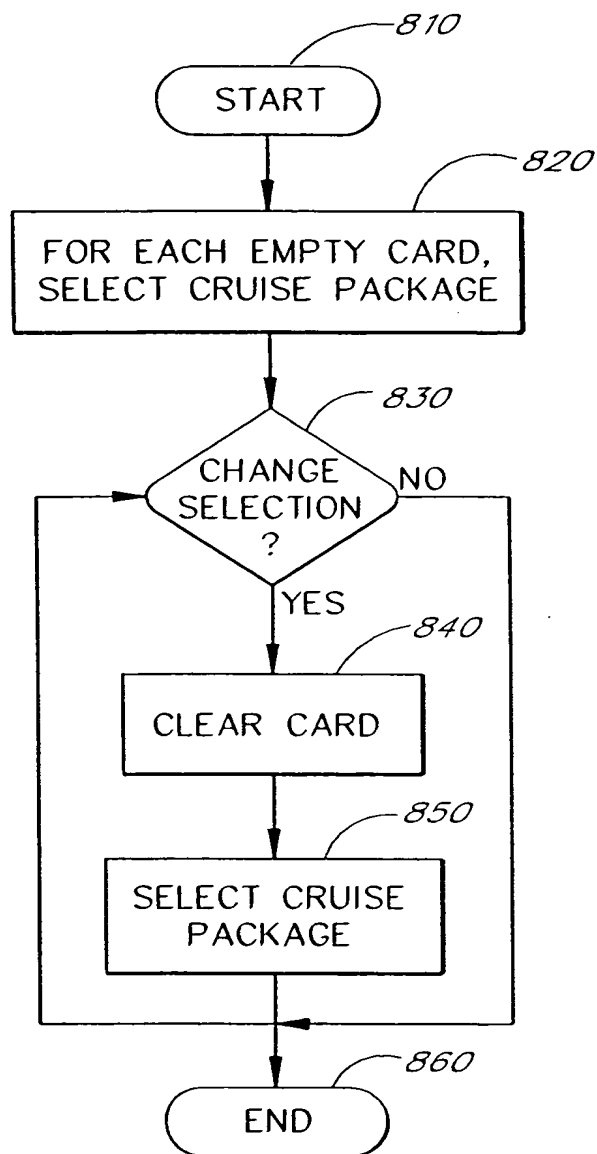 810
START
820
FOR EACH EMPTY CARD,
SELECT CRUISE PACKAGE
830
CHANGE
SELECTION
?
NO
YES
840
CLEAR CARD
850
SELECT CRUISE
PACKAGE
860
END